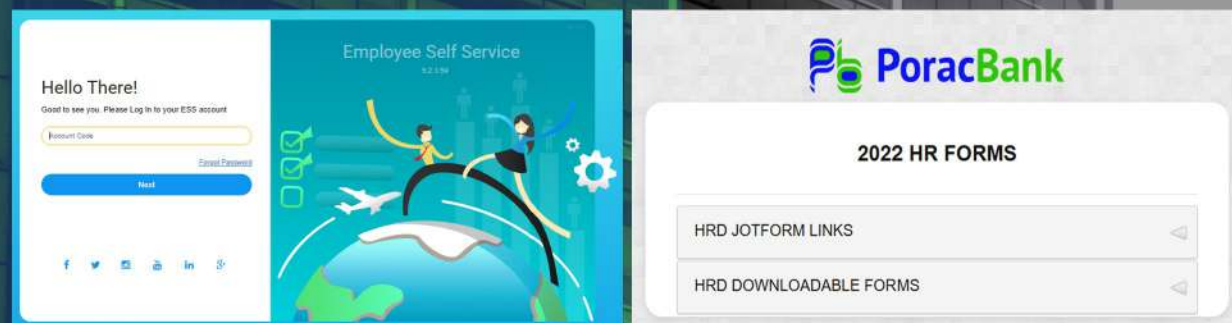 Hello There!
Good to see you. Please Log In to your ESS account
Account Code
Forgot Password
Next
Employee Self Service
PoracBank
2022 HR FORMS
HRD JOTFORM LINKS
HRD DOWNLOADABLE FORMS